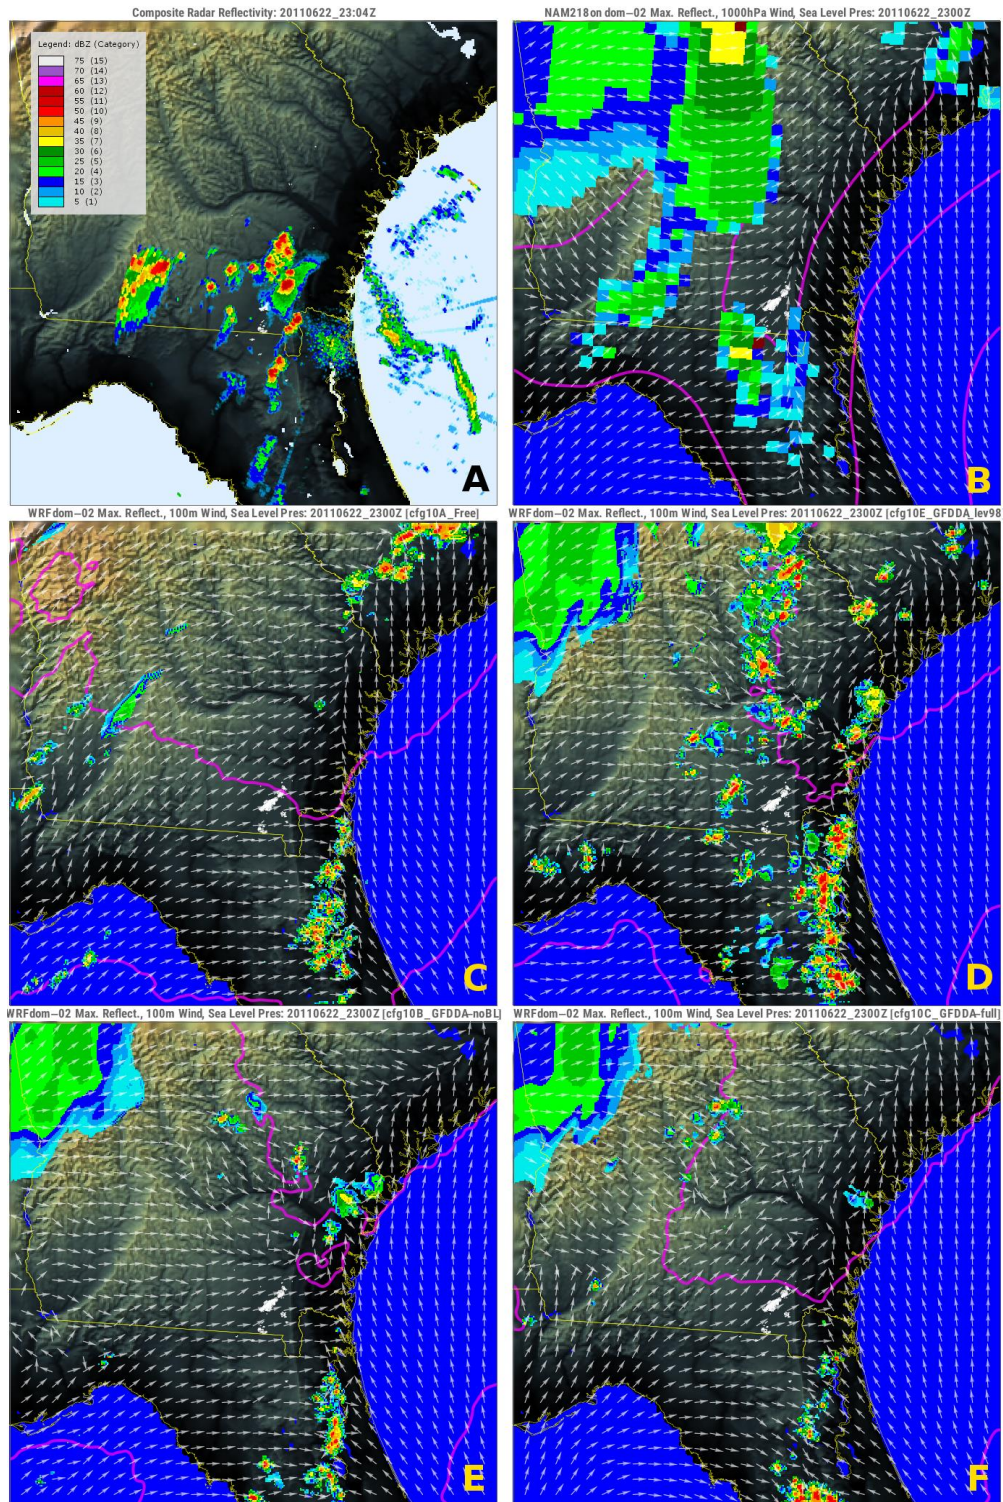 Composite Radar Reflectivity: 20110622_23:04Z
NAM218on dom−02 Max. Reflect., 1000hPa Wind, Sea Level Pres: 20110622_2300Z
Legend: dBZ (Category)
75 (15)
70 (14)
65 (13)
60 (12)
55 (11)
50 (10)
45 (9)
40 (8)
35 (7)
30 (6)
25 (5)
20 (4)
15 (3)
10 (2)
5 (1)
A
B
WRFdom−02 Max. Reflect., 100m Wind, Sea Level Pres: 20110622_2300Z [cfg10A_Free]
WRFdom−02 Max. Reflect., 100m Wind, Sea Level Pres: 20110622_2300Z [cfg10E_GFDDA_lev98
C
D
WRFdom−02 Max. Reflect., 100m Wind, Sea Level Pres: 20110622_2300Z [cfg10B_GFDDA−noBL]
WRFdom−02 Max. Reflect., 100m Wind, Sea Level Pres: 20110622_2300Z [cfg10C_GFDDA−full]
E
F